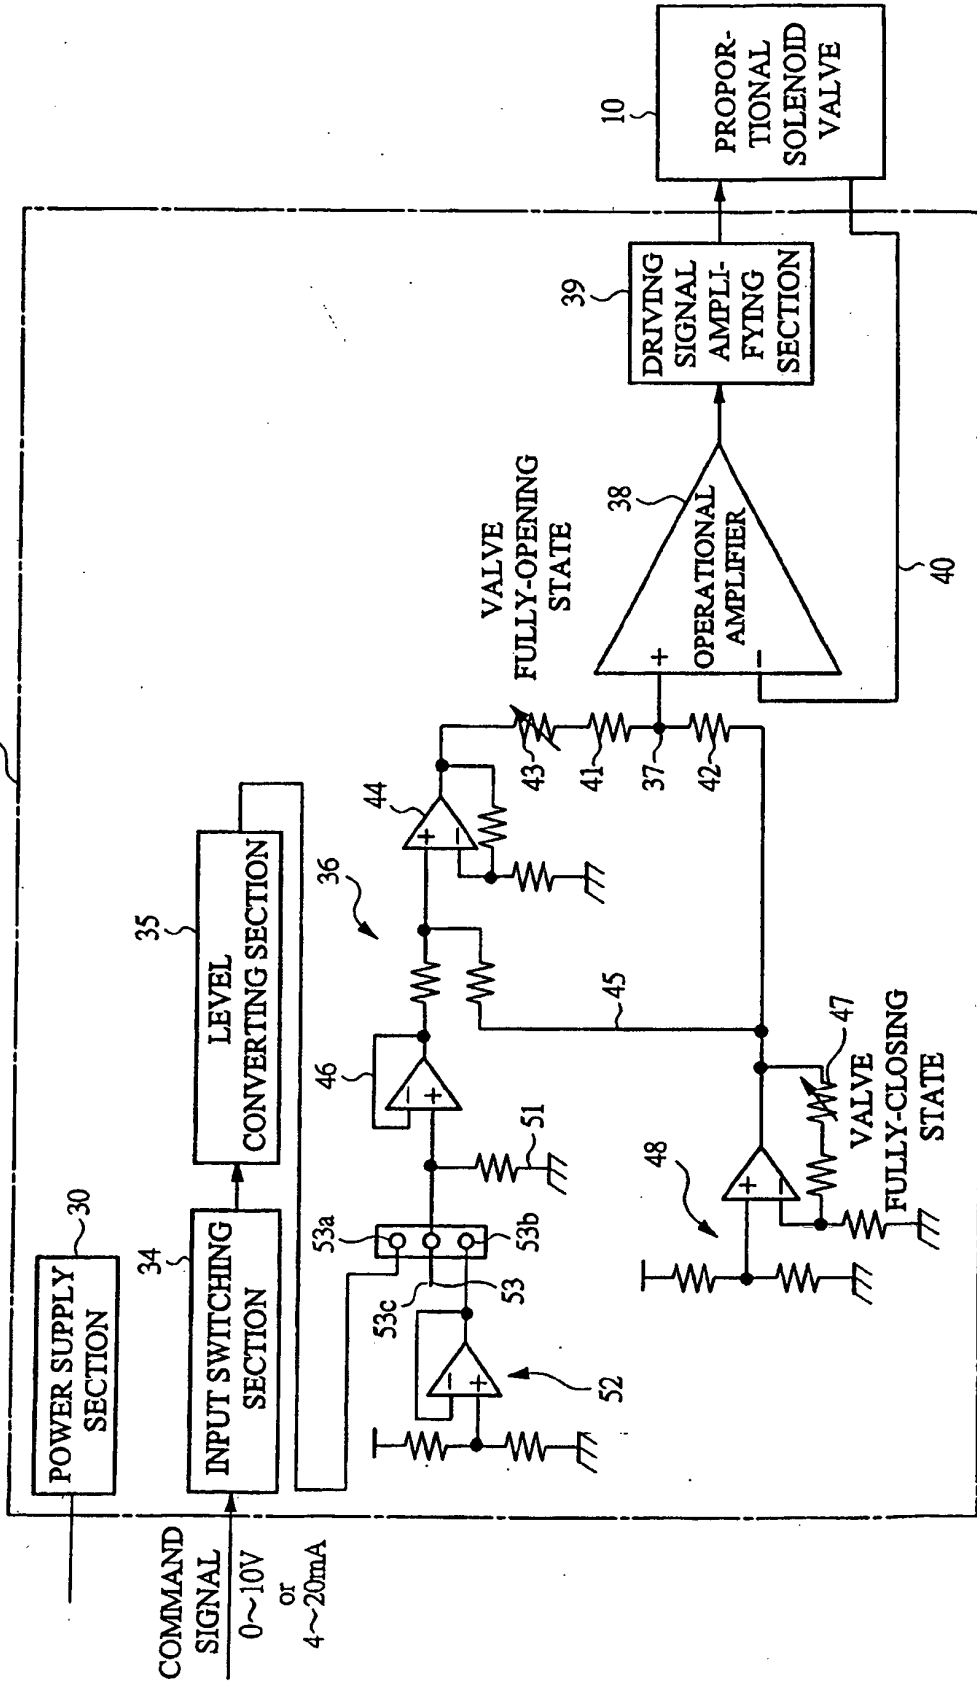 POWER SUPPLY
SECTION
30
COMMAND
SIGNAL
0~10V
or
4~20mA
INPUT SWITCHING
SECTION
34
LEVEL
CONVERTING SECTION
35
53a
53b
53c
53
52
51
46
36
44
45
48
47
VALVE
FULLY-CLOSING
STATE
VALVE
FULLY-OPENING
STATE
43
41
37
42
38
OPERATIONAL
AMPLIFIER
+
−
+
−
−
+
−
+
+
−
39
DRIVING
SIGNAL
AMPLI-
FYING
SECTION
40
10
PROPOR-
TIONAL
SOLENOID
VALVE